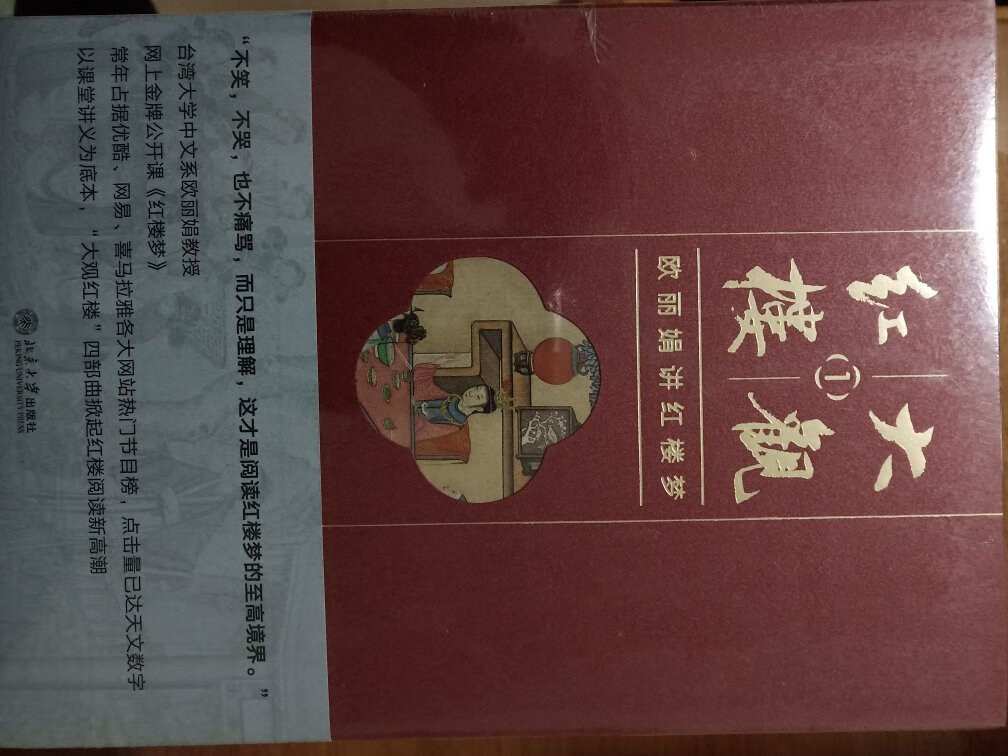 大觀
①
红樓
欧丽娟讲红楼梦
“不笑，不哭，也不痛骂，而只是理解，这才是阅读红楼梦的至高境界。”
台湾大学中文系欧丽娟教授
网上金牌公开课《红楼梦》
常年占据优酷、网易、喜马拉雅各大网站热门节目榜，点击量已达天文数字
以课堂讲义为底本，“大观红楼”四部曲掀起红楼阅读新高潮
北京大学出版社
PEKING UNIVERSITY PRESS